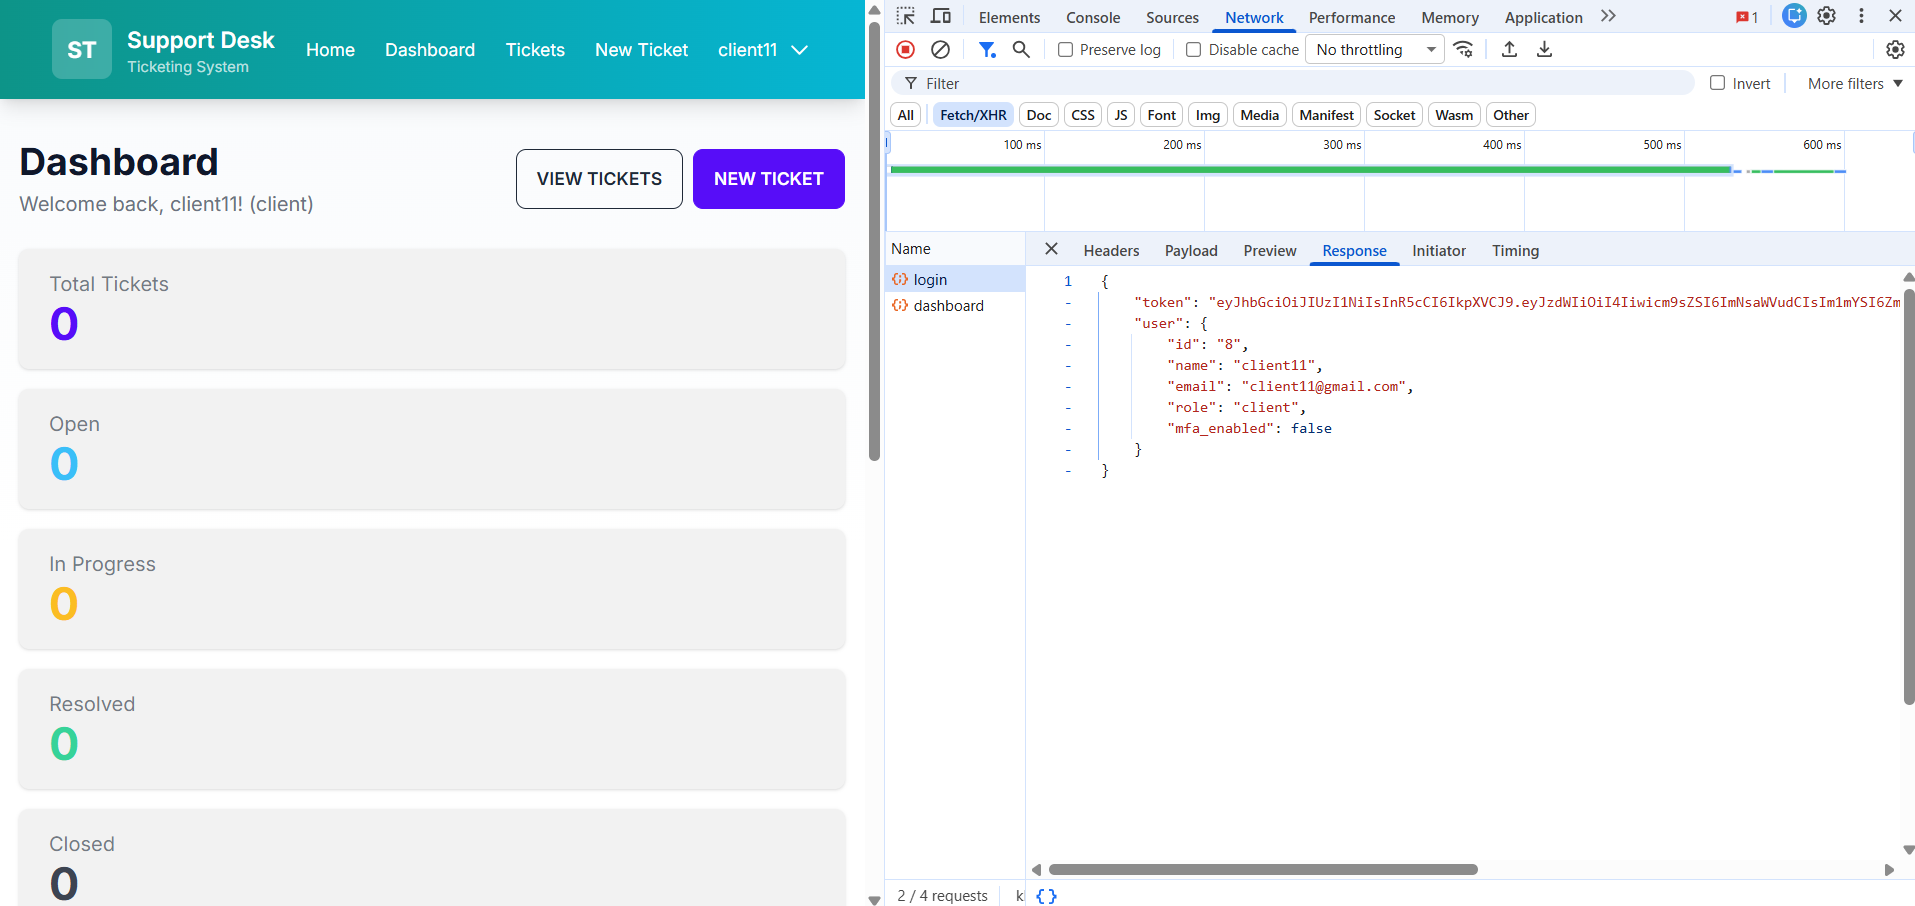 ST
Support Desk
Ticketing System
Home
Dashboard
Tickets
New Ticket
client11
Dashboard
Welcome back, client11! (client)
VIEW TICKETS
NEW TICKET
Total Tickets
0
Open
0
In Progress
0
Resolved
0
Closed
0
Elements
Console
Sources
Network
Performance
Memory
Application
1
Preserve log
Disable cache
No throttling
Filter
Invert
More filters
All
Fetch/XHR
Doc
CSS
JS
Font
Img
Media
Manifest
Socket
Wasm
Other
100 ms
200 ms
300 ms
400 ms
500 ms
600 ms
Name
login
dashboard
Headers
Payload
Preview
Response
Initiator
Timing
1 {
- "token": "eyJhbGciOiJIUzI1NiIsInR5cCI6IkpXVCJ9.eyJzdWIiOiI4Iiwicm9sZSI6ImNsaWVudCIsIm1mYSI6Zm
- "user": {
- "id": "8",
- "name": "client11",
- "email": "client11@gmail.com",
- "role": "client",
- "mfa_enabled": false
- }
- }
2 / 4 requests